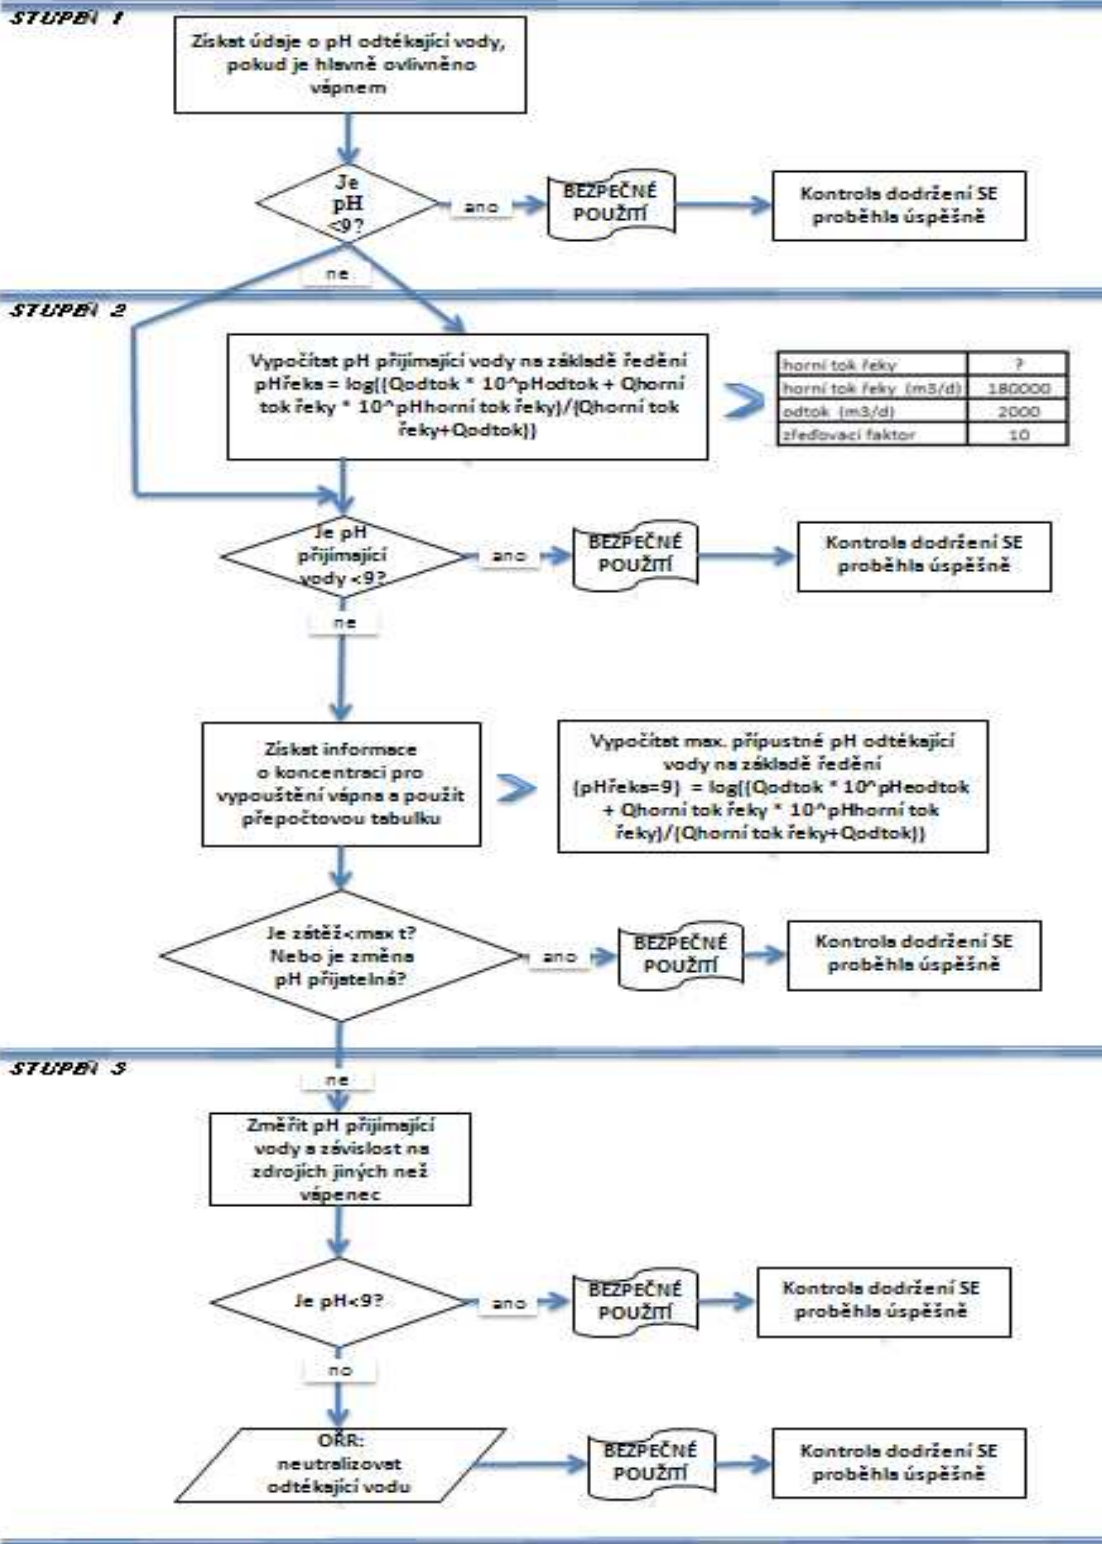 STUPEŇ 1
Získat údaje o pH odtékající vody,
pokud je hlavně ovlivněno
vápnem
Je
pH
<9?
ano
BEZPEČNÉ
POUŽITÍ
Kontrola dodržení SE
proběhla úspěšně
ne
STUPEŇ 2
Vypočítat pH přijímající vody na základě ředění
pHřeka = log((Qodtok * 10^pHodtok + Qhorní
tok řeky * 10^pHhorní tok řeky)/(Qhorní tok
řeky+Qodtok))
horní tok řeky ?
horní tok řeky (m3/d) 180000
odtok (m3/d) 2000
zřeďovací faktor 10
Je pH
přijímající
vody <9?
ano
BEZPEČNÉ
POUŽITÍ
Kontrola dodržení SE
proběhla úspěšně
ne
Získat informace
o koncentraci pro
vypouštění vápna a použít
přepočtovou tabulku
Vypočítat max. přípustné pH odtékající
vody na základě ředění
(pHřeka=9) = log((Qodtok * 10^pHeodtok
+ Qhorní tok řeky * 10^pHhorní tok
řeky)/(Qhorní tok řeky+Qodtok))
Je zátěž<max t?
Nebo je změna
pH přijatelná?
ano
BEZPEČNÉ
POUŽITÍ
Kontrola dodržení SE
proběhla úspěšně
STUPEŇ 3
ne
Změřit pH přijímající
vody a závislost na
zdrojích jiných než
vápenec
Je pH<9?
ano
BEZPEČNÉ
POUŽITÍ
Kontrola dodržení SE
proběhla úspěšně
no
OŘR:
neutralizovat
odtékající vodu
BEZPEČNÉ
POUŽITÍ
Kontrola dodržení SE
proběhla úspěšně